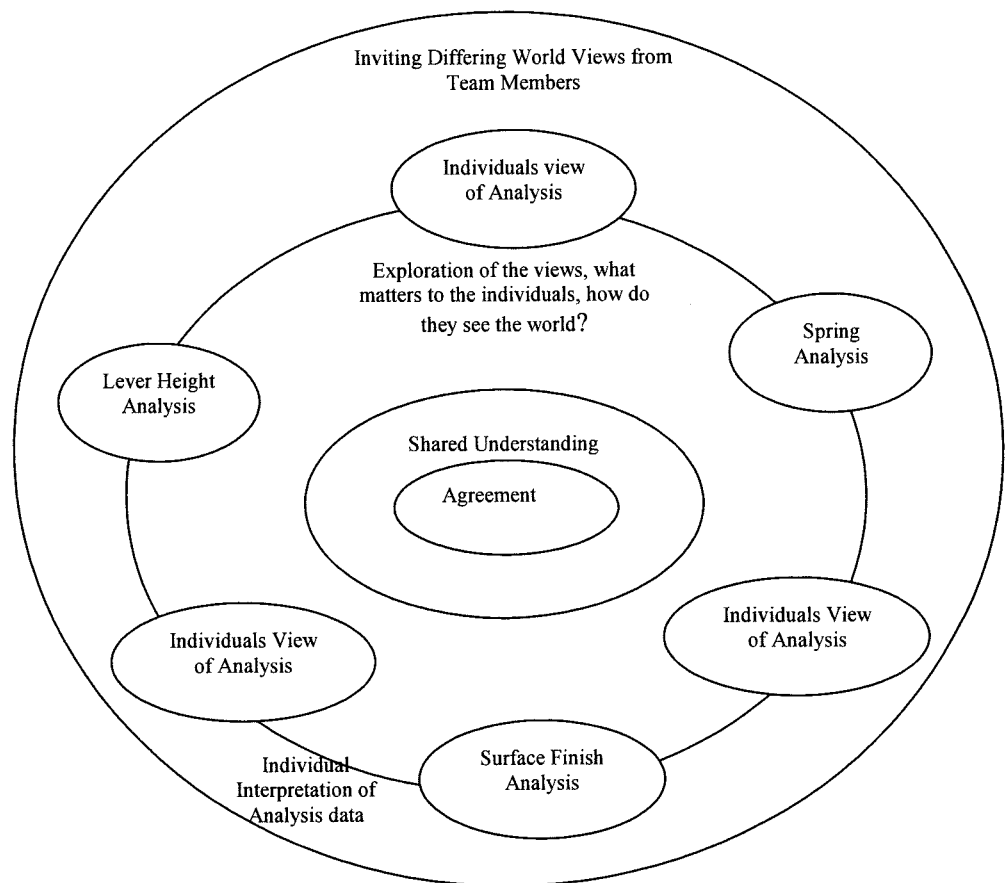 Inviting Differing World Views from
Team Members
Individuals view
of Analysis
Exploration of the views, what
matters to the individuals, how do
they see the world?
Spring
Analysis
Lever Height
Analysis
Shared Understanding
Agreement
Individuals View
of Analysis
Individuals View
of Analysis
Surface Finish
Analysis
Individual
Interpretation of
Analysis data